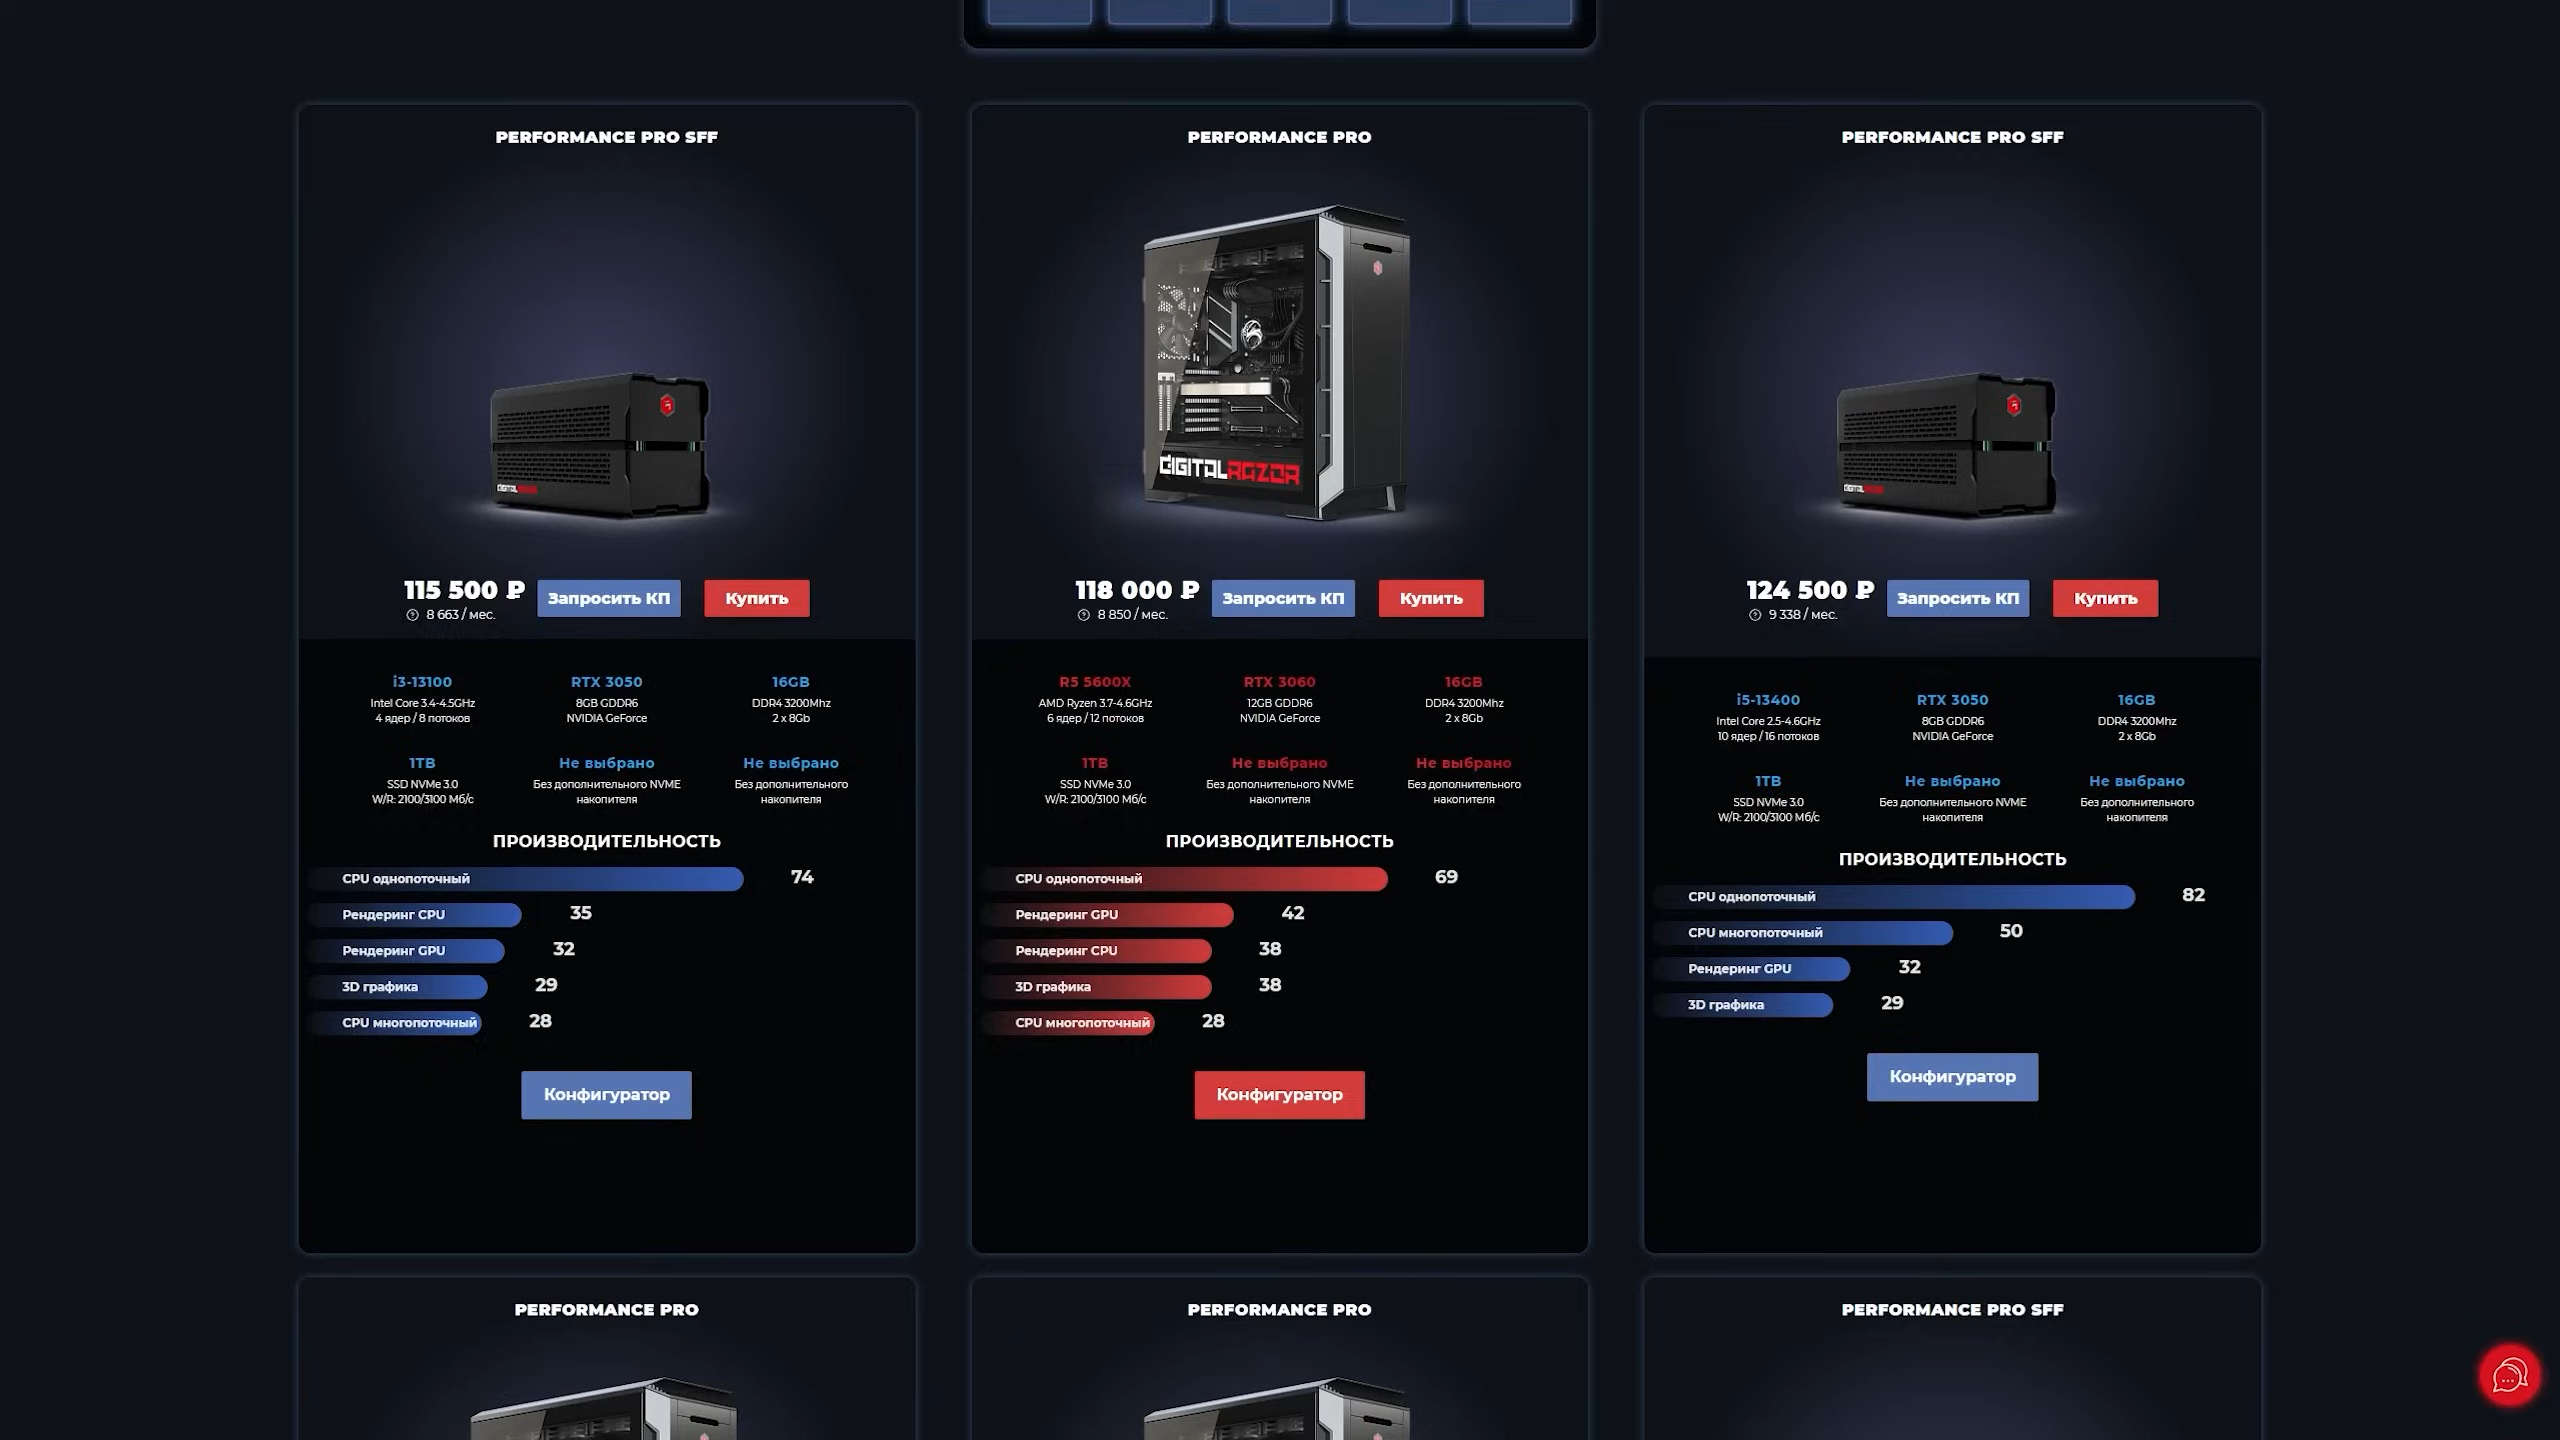 PERFORMANCE PRO SFF
DIGITALRAZOR
115 500 ₽
8 663 / мес.
Запросить КП
Купить
i3-13100
Intel Core 3.4-4.5GHz
4 ядер / 8 потоков
RTX 3050
8GB GDDR6
NVIDIA GeForce
16GB
DDR4 3200Mhz
2 x 8Gb
1TB
SSD NVMe 3.0
W/R: 2100/3100 Мб/с
Не выбрано
Без дополнительного NVME
накопителя
Не выбрано
Без дополнительного
накопителя
ПРОИЗВОДИТЕЛЬНОСТЬ
CPU однопоточный 74
Рендеринг CPU 35
Рендеринг GPU 32
3D графика 29
CPU многопоточный 28
Конфигуратор
PERFORMANCE PRO
DIGITALRAZOR
118 000 ₽
8 850 / мес.
Запросить КП
Купить
R5 5600X
AMD Ryzen 3.7-4.6GHz
6 ядер / 12 потоков
RTX 3060
12GB GDDR6
NVIDIA GeForce
16GB
DDR4 3200Mhz
2 x 8Gb
1TB
SSD NVMe 3.0
W/R: 2100/3100 Мб/с
Не выбрано
Без дополнительного NVME
накопителя
Не выбрано
Без дополнительного
накопителя
ПРОИЗВОДИТЕЛЬНОСТЬ
CPU однопоточный 69
Рендеринг GPU 42
Рендеринг CPU 38
3D графика 38
CPU многопоточный 28
Конфигуратор
PERFORMANCE PRO SFF
DIGITALRAZOR
124 500 ₽
9 338 / мес.
Запросить КП
Купить
i5-13400
Intel Core 2.5-4.6GHz
10 ядер / 16 потоков
RTX 3050
8GB GDDR6
NVIDIA GeForce
16GB
DDR4 3200Mhz
2 x 8Gb
1TB
SSD NVMe 3.0
W/R: 2100/3100 Мб/с
Не выбрано
Без дополнительного NVME
накопителя
Не выбрано
Без дополнительного
накопителя
ПРОИЗВОДИТЕЛЬНОСТЬ
CPU однопоточный 82
CPU многопоточный 50
Рендеринг GPU 32
3D графика 29
Конфигуратор
PERFORMANCE PRO
PERFORMANCE PRO
PERFORMANCE PRO SFF